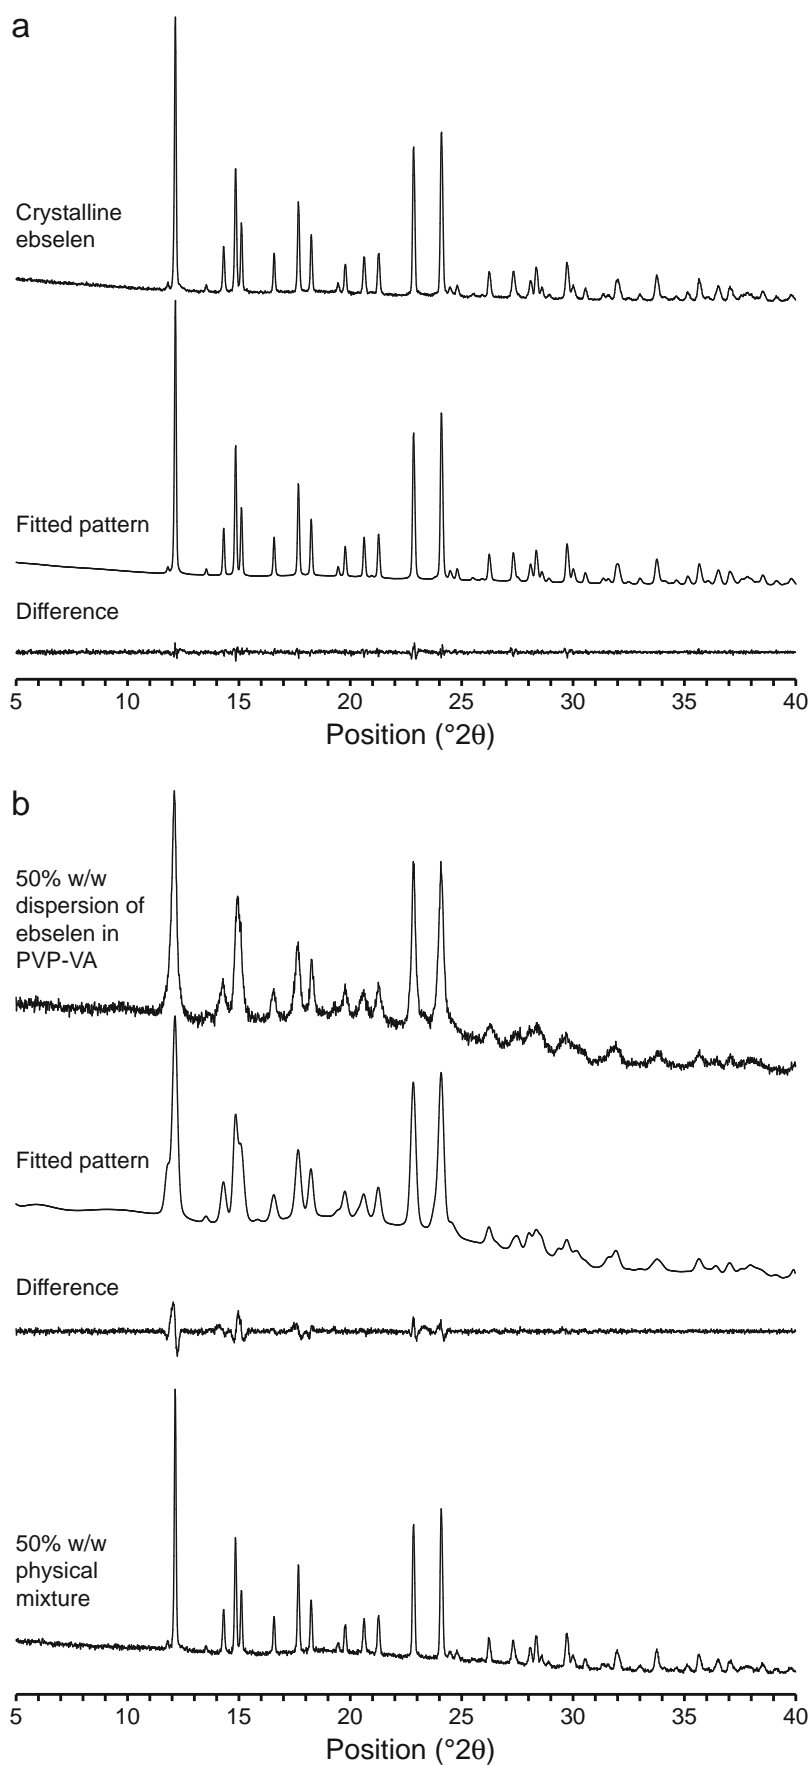 a
Crystalline
ebselen
Fitted pattern
Difference
5 10 15 20 25 30 35 40
Position (°2θ)
b
50% w/w
dispersion of
ebselen in
PVP-VA
Fitted pattern
Difference
50% w/w
physical
mixture
5 10 15 20 25 30 35 40
Position (°2θ)